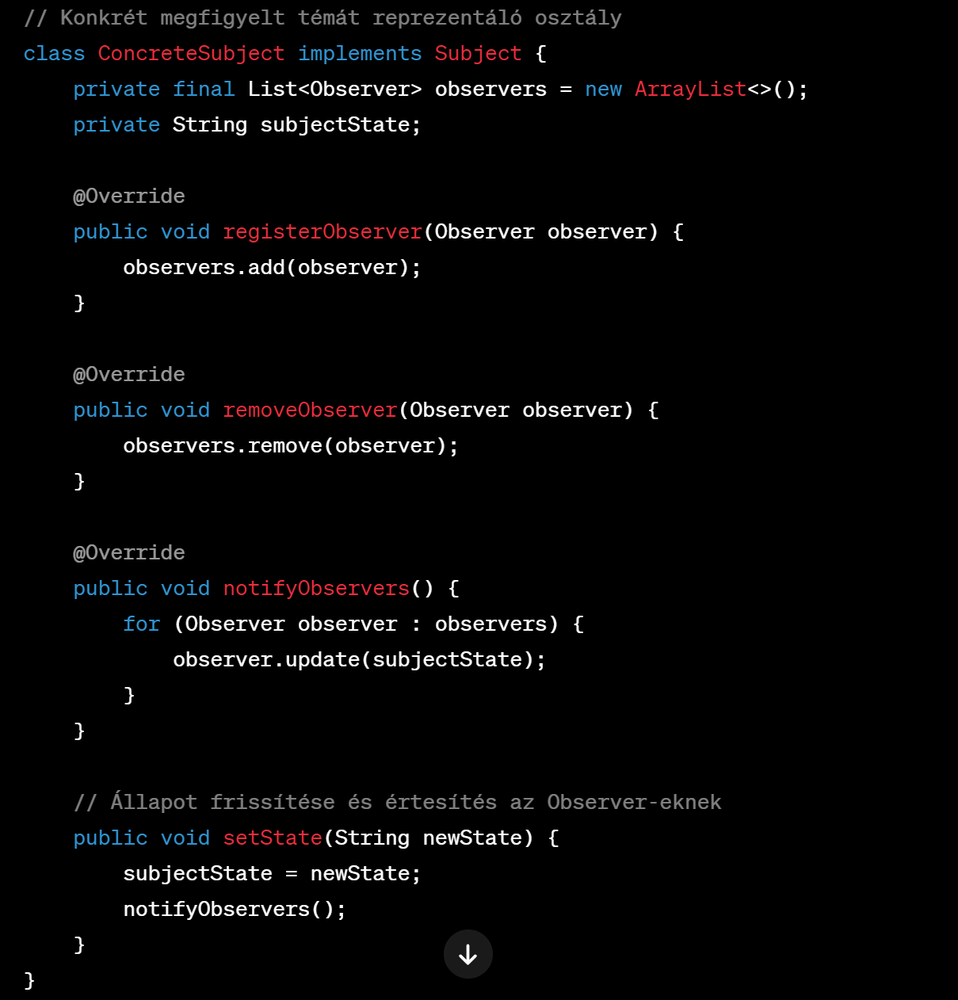 // Konkrét megfigyelt témát reprezentáló osztály
class ConcreteSubject implements Subject {
    private final List<Observer> observers = new ArrayList<>();
    private String subjectState;

    @Override
    public void registerObserver(Observer observer) {
        observers.add(observer);
    }

    @Override
    public void removeObserver(Observer observer) {
        observers.remove(observer);
    }

    @Override
    public void notifyObservers() {
        for (Observer observer : observers) {
            observer.update(subjectState);
        }
    }

    // Állapot frissítése és értesítés az Observer-eknek
    public void setState(String newState) {
        subjectState = newState;
        notifyObservers();
    }
}